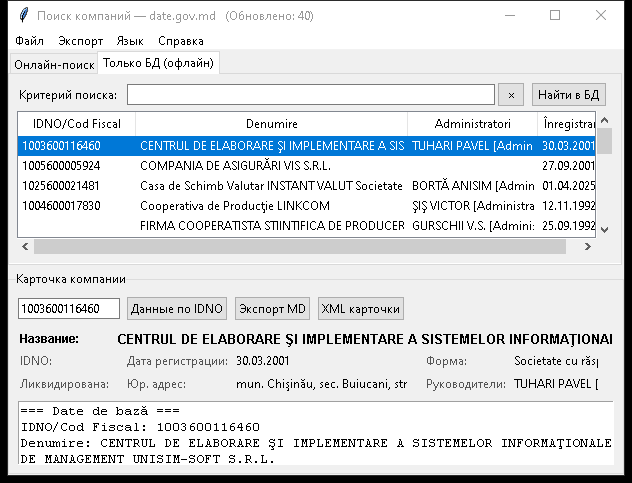 Поиск компаний — date.gov.md (Обновлено: 40)
Файл Экспорт Язык Справка
Онлайн-поиск Только БД (офлайн)
Критерий поиска: × Найти в БД
IDNO/Cod Fiscal Denumire Administratori Înregistrar
1003600116460 CENTRUL DE ELABORARE ŞI IMPLEMENTARE A SIS TUHARI PAVEL [Admin 30.03.2001
1005600005924 COMPANIA DE ASIGURĂRI VIS S.R.L. 27.09.2001
1025600021481 Casa de Schimb Valutar INSTANT VALUT Societate BORTĂ ANISIM [Admin 01.04.2025
1004600017830 Cooperativa de Producţie LINKCOM ŞIŞ VICTOR [Administra 12.11.1992
FIRMA COOPERATISTA STIINTIFICA DE PRODUCER GURSCHII V.S. [Admini: 25.09.1992
Карточка компании
1003600116460 Данные по IDNO Экспорт MD XML карточки
Название: CENTRUL DE ELABORARE ŞI IMPLEMENTARE A SISTEMELOR INFORMAŢIONAL
IDNO: Дата регистрации: 30.03.2001 Форма: Societate cu răsp
Ликвидирована: Юр. адрес: mun. Chişinău, sec. Buiucani, str Руководители: TUHARI PAVEL [
=== Date de bază ===
IDNO/Cod Fiscal: 1003600116460
Denumire: CENTRUL DE ELABORARE ŞI IMPLEMENTARE A SISTEMELOR INFORMAŢIONALE
DE MANAGEMENT UNISIM-SOFT S.R.L.